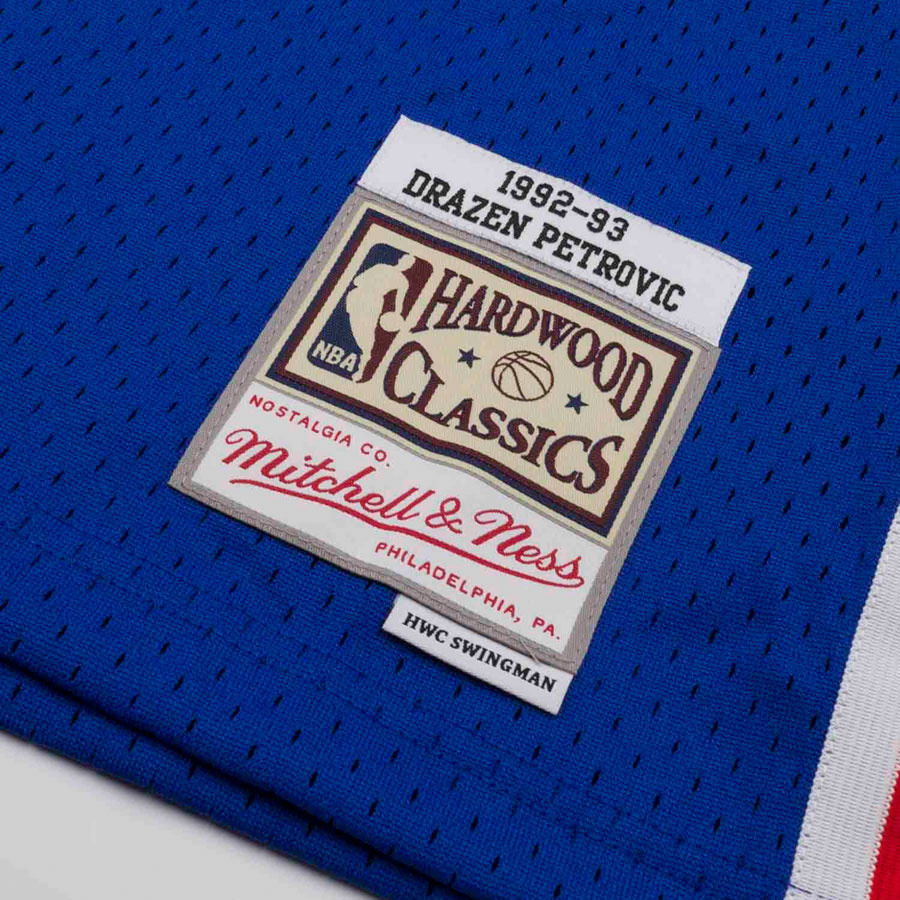 1992-93
DRAZEN PETROVIC
NBA
HARDWOOD
CLASSICS
NOSTALGIA CO.
Mitchell & Ness
PHILADELPHIA, PA.
HWC SWINGMAN